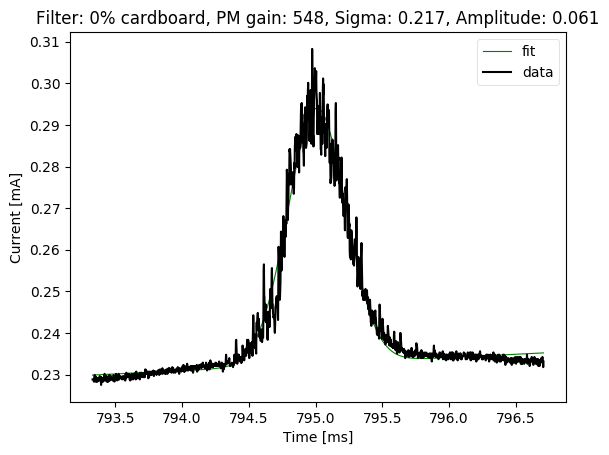 Filter: 0% cardboard, PM gain: 548, Sigma: 0.217, Amplitude: 0.061
0.31
fit
data
0.30
0.29
0.28
0.27
0.26
0.25
0.24
0.23
Current [mA]
793.5 794.0 794.5 795.0 795.5 796.0 796.5
Time [ms]